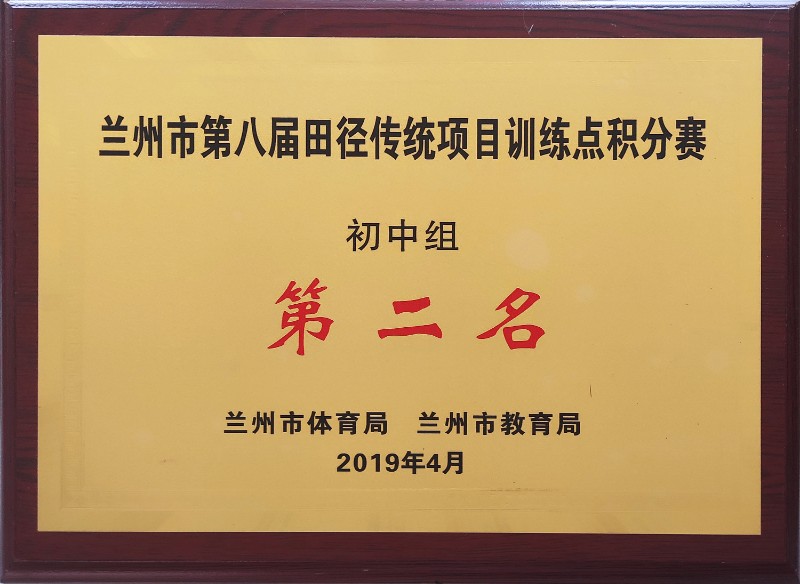 兰州市第八届田径传统项目训练点积分赛
初中组
第二名
兰州市体育局 兰州市教育局
2019年4月